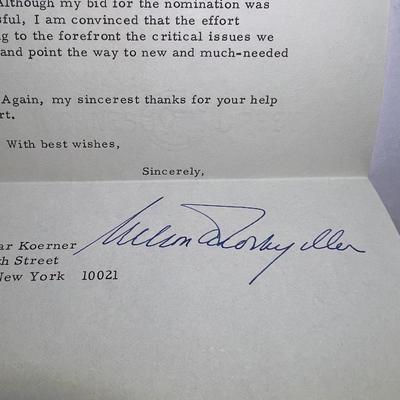 Although my bid for the nomination was
sful, I am convinced that the effort
g to the forefront the critical issues we
and point the way to new and much-needed
Again, my sincerest thanks for your help
rt.
With best wishes,
Sincerely,
Nelson A Rockefeller
ar Koerner
th Street
New York 10021